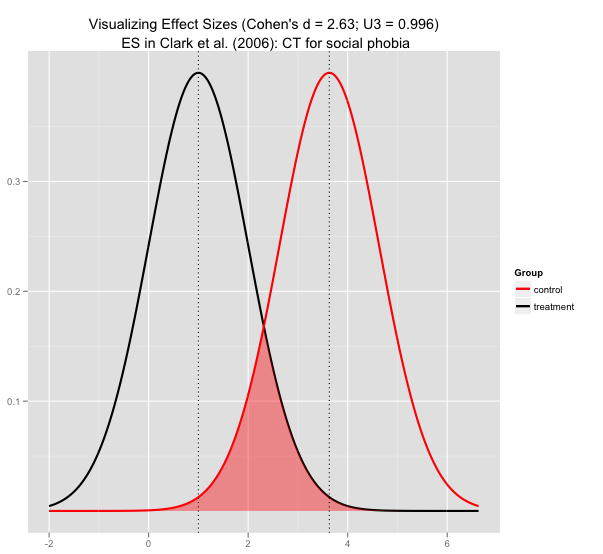 Visualizing Effect Sizes (Cohen's d = 2.63; U3 = 0.996)
ES in Clark et al. (2006): CT for social phobia
0.3
0.2
0.1
-2
0
2
4
6
Group
control
treatment